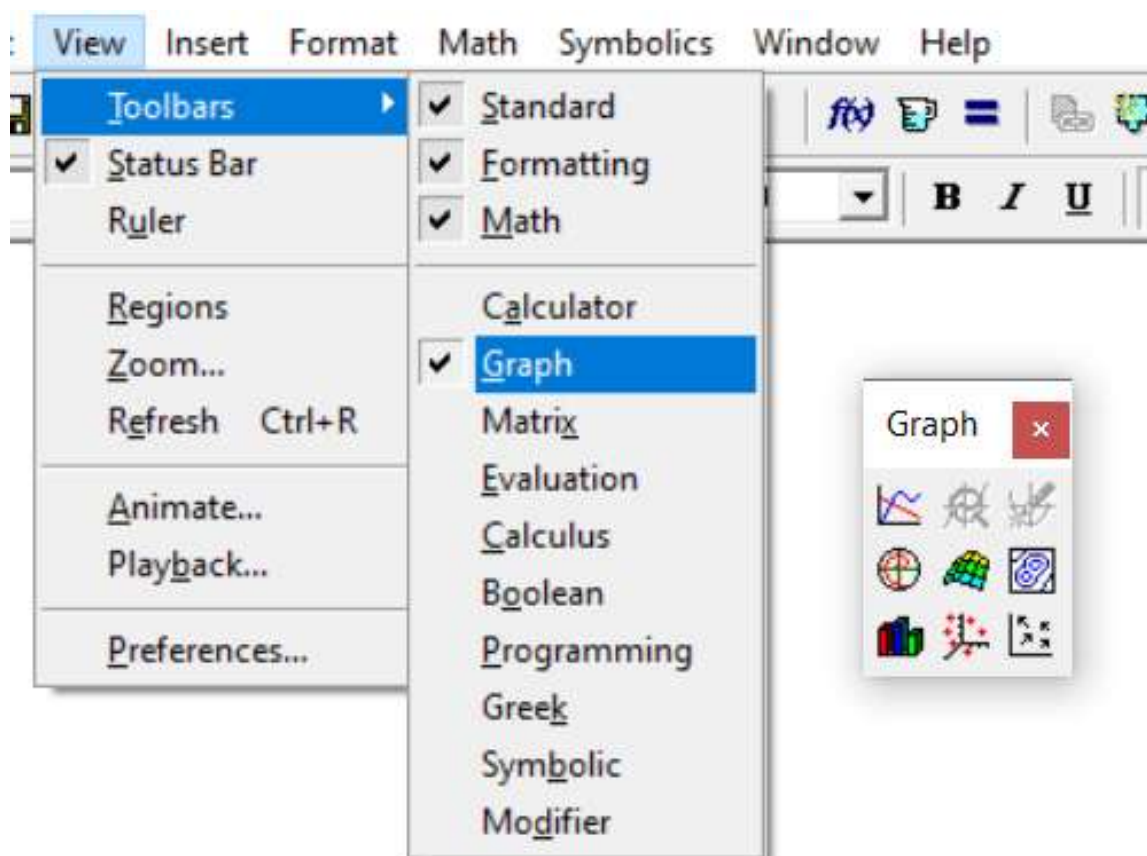 View Insert Format Math Symbolics Window Help
Toolbars
Status Bar
Ruler
Regions
Zoom...
Refresh Ctrl+R
Animate...
Playback...
Preferences...
Standard
Formatting
Math
Calculator
Graph
Matrix
Evaluation
Calculus
Boolean
Programming
Greek
Symbolic
Modifier
f(x)
B I U
Graph